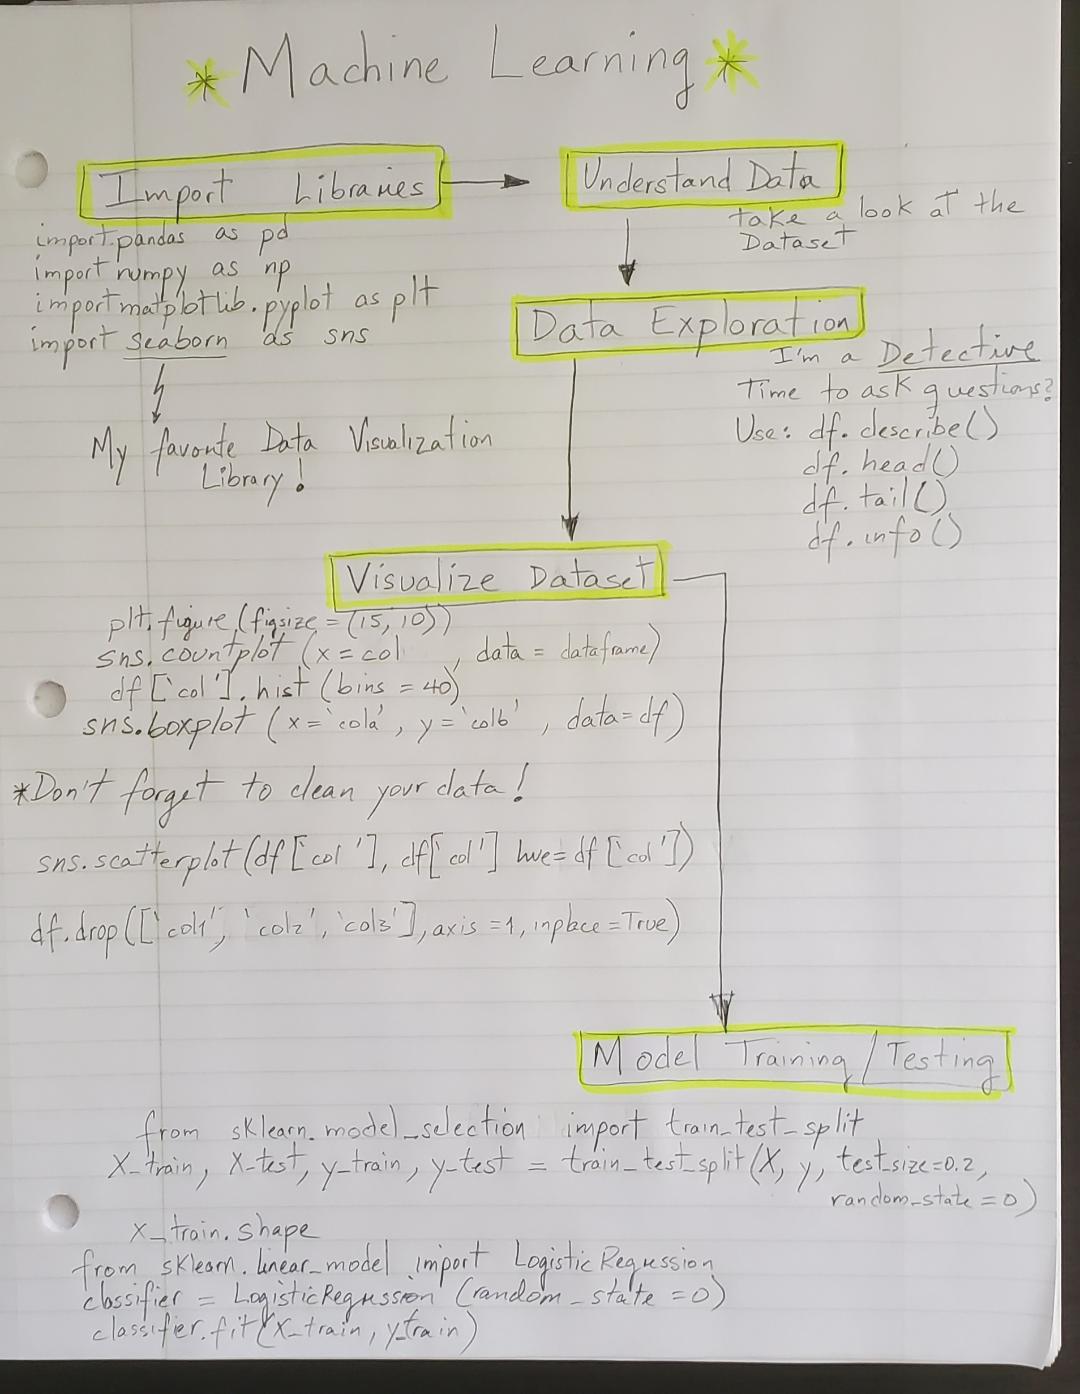 * Machine Learning *
Import Libraries
import pandas as pd
import numpy as np
import matplotlib.pyplot as plt
import seaborn as sns
My favorite Data Visualization
Library!
Understand Data
take a look at the
Dataset
Data Exploration
I'm a Detective
Time to ask questions?
Use: df.describe()
df.head()
df.tail()
df.info()
Visualize Dataset
plt.figure(figsize = (15, 10))
sns.countplot (x = col , data = dataframe)
df ['col'].hist (bins = 40)
sns.boxplot (x = 'cola', y = 'colb' , data=df)
*Don't forget to clean your data!
sns.scatterplot(df['col'], df['col'] hue=df['col'])
df.drop(['col1', 'col2', 'col3'], axis=1, inplace=True)
Model Training/Testing
from sklearn.model_selection import train_test_split
X_train, X_test, y_train, y_test = train_test_split(X, y, test_size=0.2,
random_state=0)
X_train.shape
from sklearn.linear_model import LogisticRegression
classifier = LogisticRegression (random_state=0)
classifier.fit(X_train, y_train)